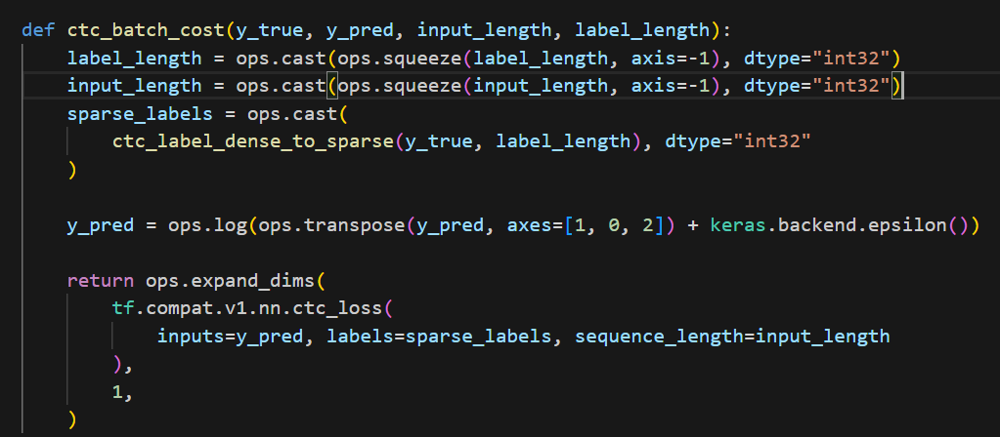 def ctc_batch_cost(y_true, y_pred, input_length, label_length):
    label_length = ops.cast(ops.squeeze(label_length, axis=-1), dtype="int32")
    input_length = ops.cast(ops.squeeze(input_length, axis=-1), dtype="int32")
    sparse_labels = ops.cast(
        ctc_label_dense_to_sparse(y_true, label_length), dtype="int32"
    )

    y_pred = ops.log(ops.transpose(y_pred, axes=[1, 0, 2]) + keras.backend.epsilon())

    return ops.expand_dims(
        tf.compat.v1.nn.ctc_loss(
            inputs=y_pred, labels=sparse_labels, sequence_length=input_length
        ),
        1,
    )